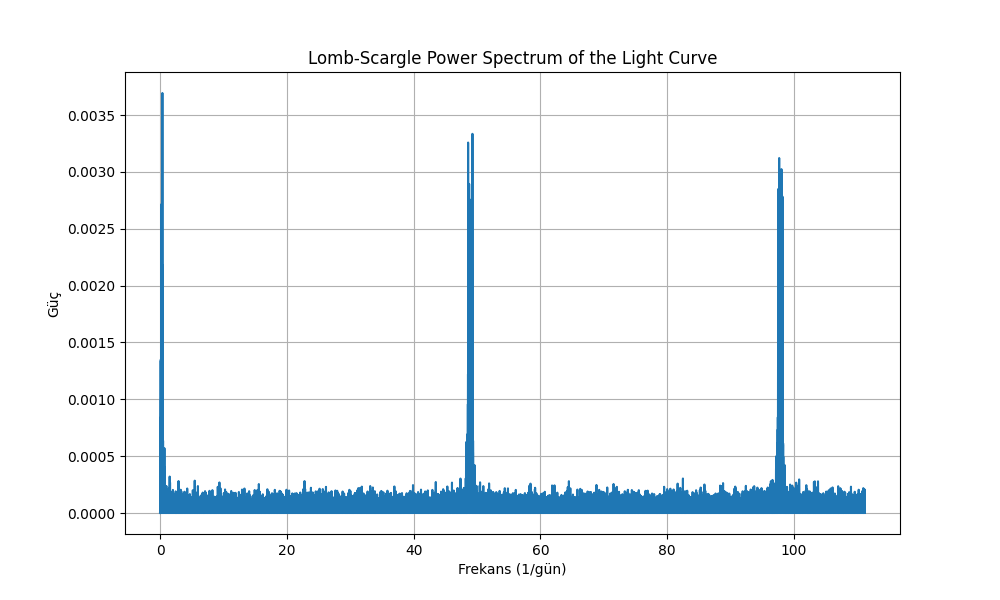 Lomb-Scargle Power Spectrum of the Light Curve
Güç
0.0035
0.0030
0.0025
0.0020
0.0015
0.0010
0.0005
0.0000
0 20 40 60 80 100
Frekans (1/gün)